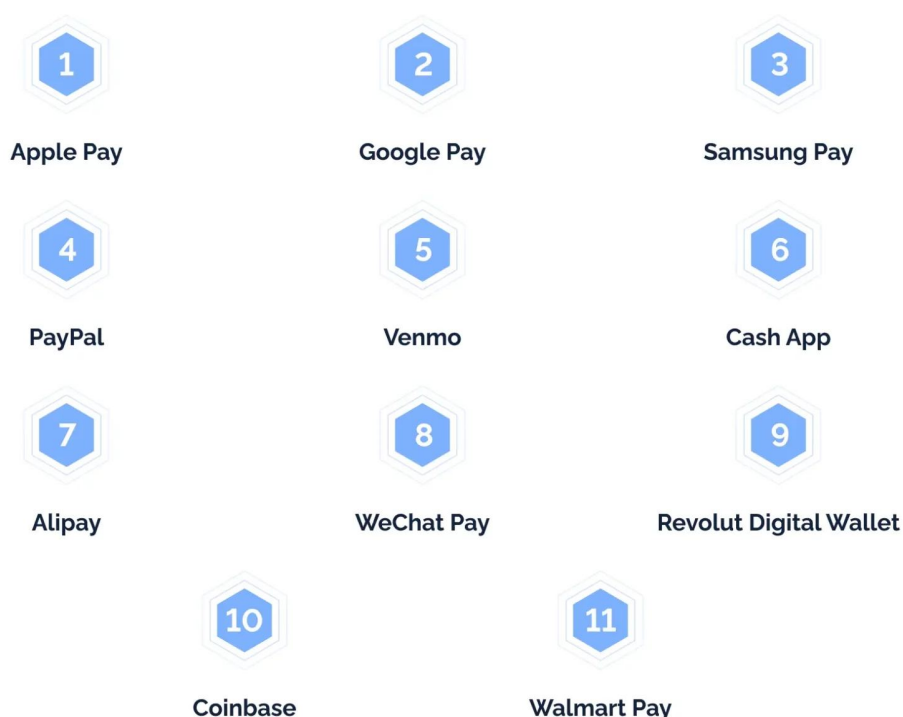 1
2
3
Apple Pay
Google Pay
Samsung Pay
4
5
6
PayPal
Venmo
Cash App
7
8
9
Alipay
WeChat Pay
Revolut Digital Wallet
10
11
Coinbase
Walmart Pay